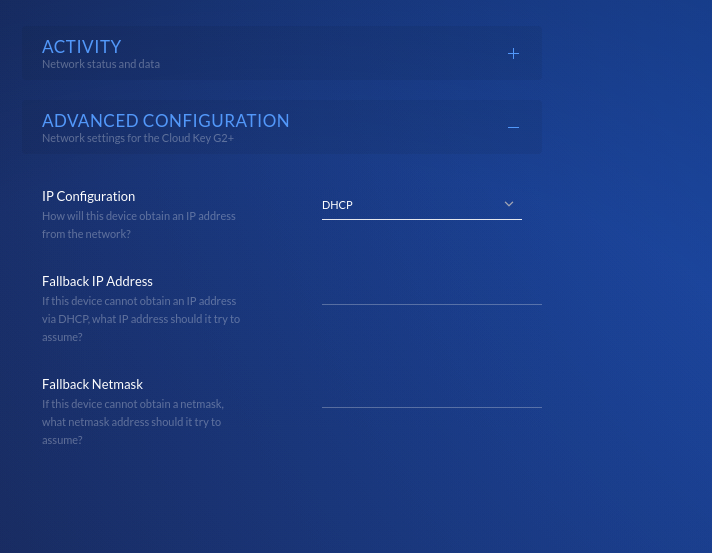 ACTIVITY
Network status and data
ADVANCED CONFIGURATION
Network settings for the Cloud Key G2+
IP Configuration
How will this device obtain an IP address
from the network?
DHCP
Fallback IP Address
If this device cannot obtain an IP address
via DHCP, what IP address should it try to
assume?
Fallback Netmask
If this device cannot obtain a netmask,
what netmask address should it try to
assume?